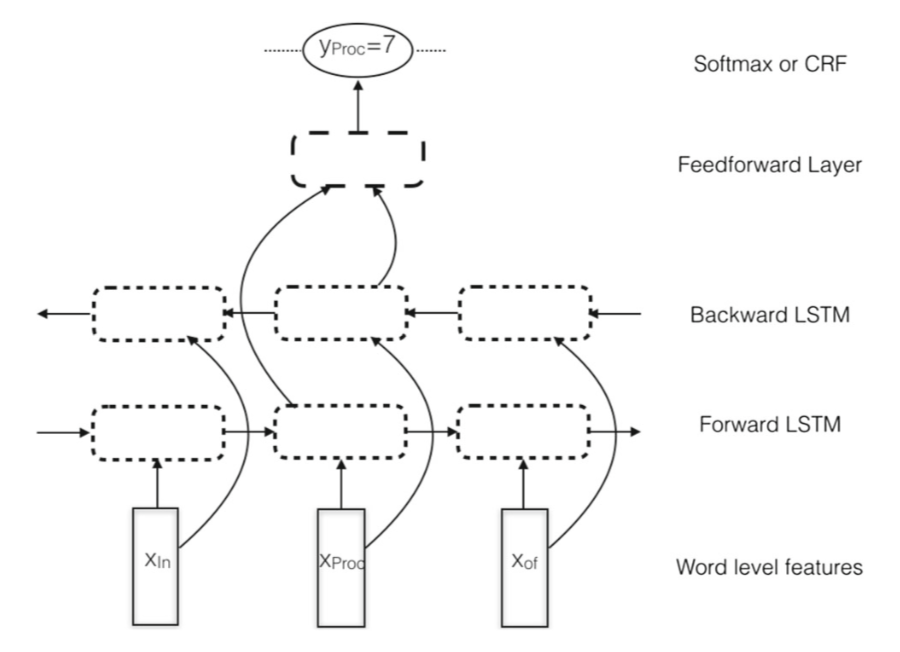 yProc=7
Softmax or CRF
Feedforward Layer
Backward LSTM
Forward LSTM
xIn
xProc
xof
Word level features